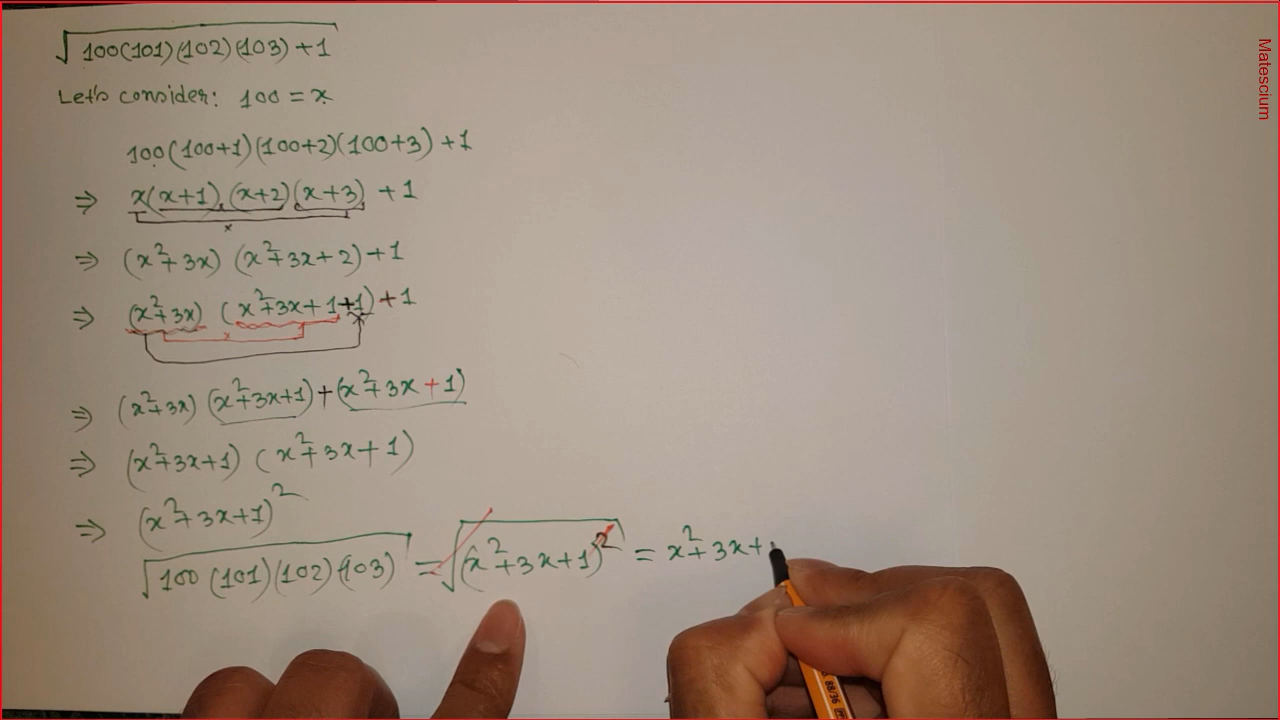 √100(101)(102)(103)+1
Let's consider: 100 = x
100(100+1)(100+2)(100+3)+1
⇒ x(x+1)(x+2)(x+3) + 1
⇒ (x²+3x) (x²+3x+2)+1
⇒ (x²+3x) (x²+3x+1+1)+1
⇒ (x²+3x) (x²+3x+1)+(x²+3x+1)
⇒ (x²+3x+1) (x²+3x+1)
⇒ (x²+3x+1)²
√100 (101)(102)(103) = √(x²+3x+1)² = x²+3x+
Matescium